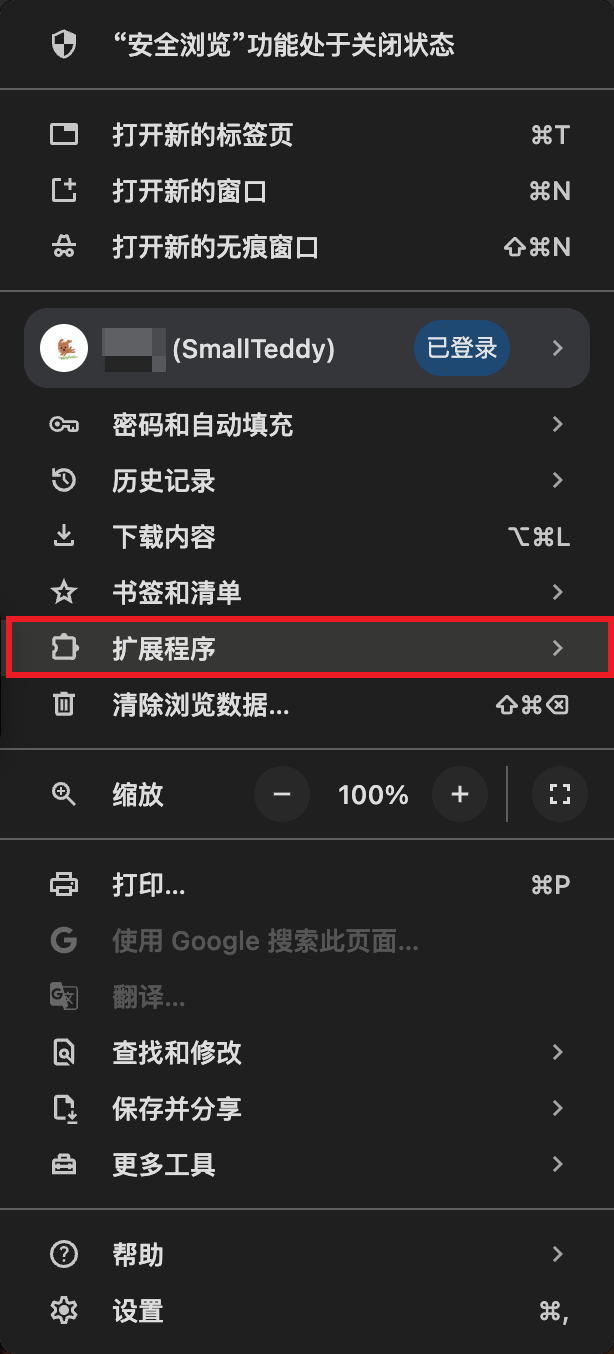 “安全浏览”功能处于关闭状态
打开新的标签页 ⌘T
打开新的窗口 ⌘N
打开新的无痕窗口 ⇧⌘N
(SmallTeddy) 已登录
密码和自动填充
历史记录
下载内容 ⌥⌘L
书签和清单
扩展程序
清除浏览数据... ⇧⌘⌫
缩放 − 100% +
打印... ⌘P
使用 Google 搜索此页面...
翻译...
查找和修改
保存并分享
更多工具
帮助
设置 ⌘,